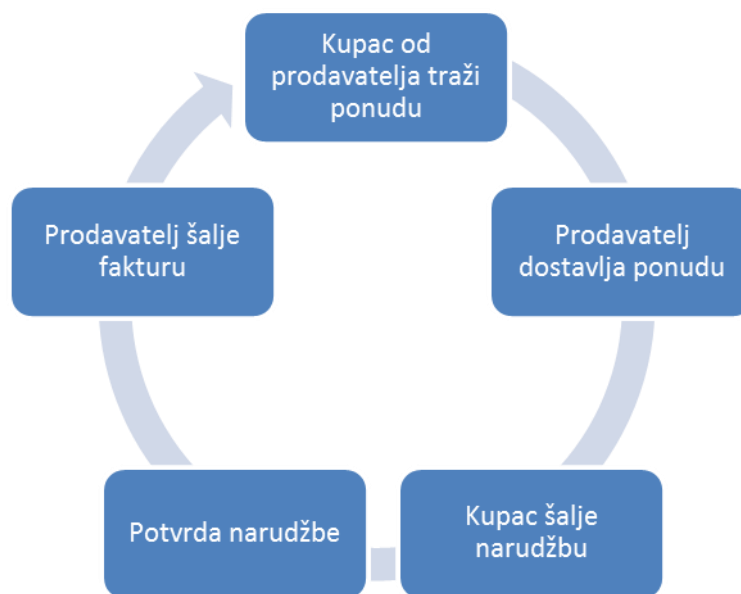 Kupac od
prodavatelja traži
ponudu
Prodavatelj
dostavlja ponudu
Kupac šalje
narudžbu
Potvrda narudžbe
Prodavatelj šalje
fakturu